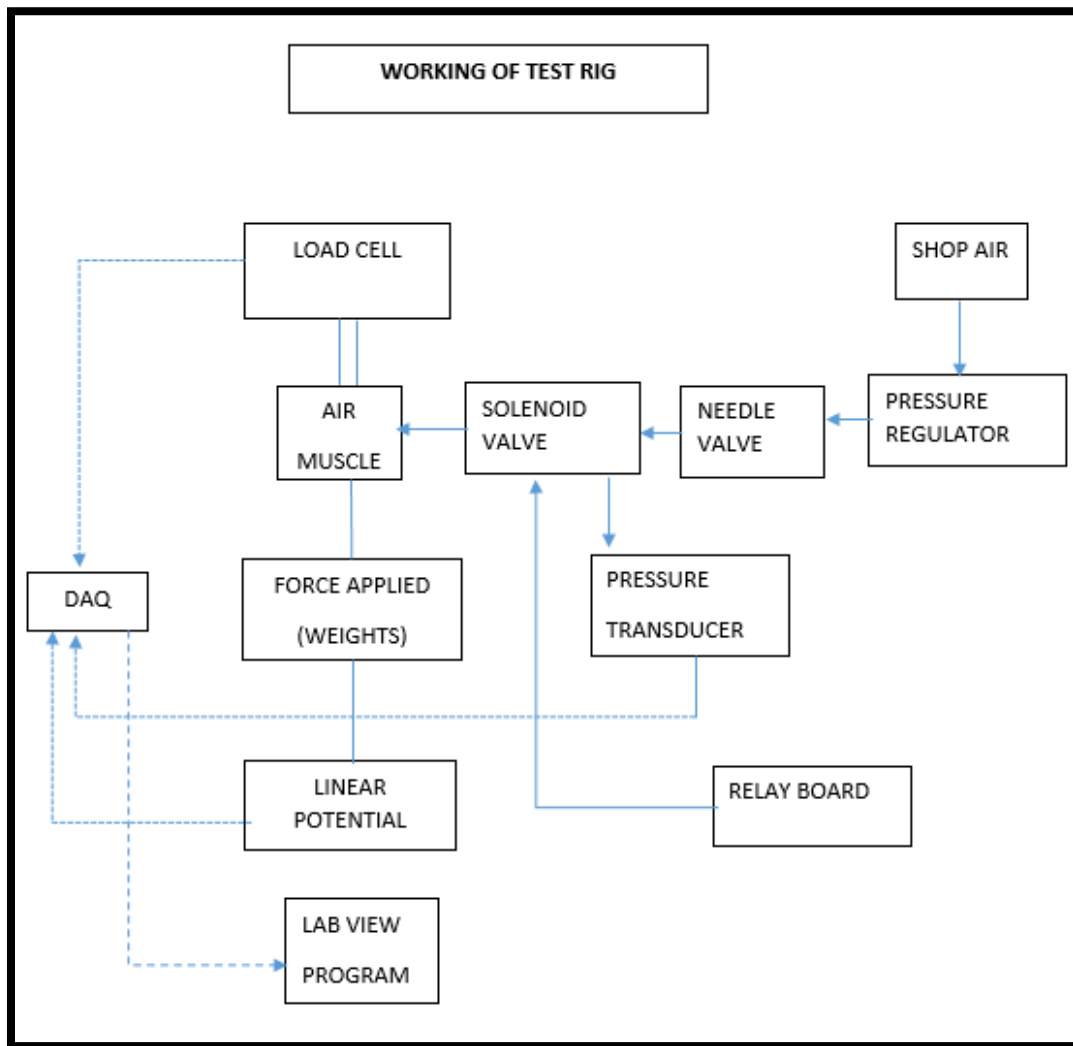 WORKING OF TEST RIG
LOAD CELL
SHOP AIR
AIR
MUSCLE
SOLENOID
VALVE
NEEDLE
VALVE
PRESSURE
REGULATOR
DAQ
FORCE APPLIED
(WEIGHTS)
PRESSURE
TRANSDUCER
LINEAR
POTENTIAL
RELAY BOARD
LAB VIEW
PROGRAM